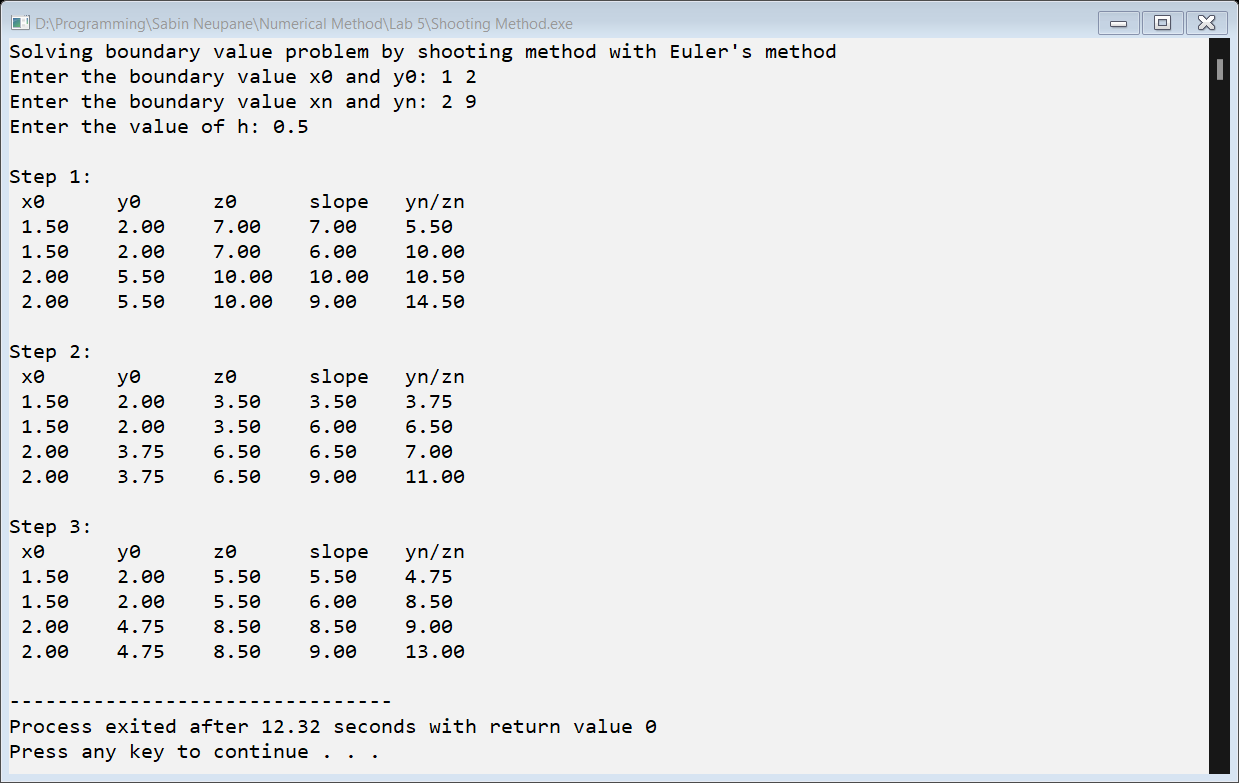 D:\Programming\Sabin Neupane\Numerical Method\Lab 5\Shooting Method.exe
Solving boundary value problem by shooting method with Euler's method
Enter the boundary value x0 and y0: 1 2
Enter the boundary value xn and yn: 2 9
Enter the value of h: 0.5
Step 1:
x0 y0 z0 slope yn/zn
1.50 2.00 7.00 7.00 5.50
1.50 2.00 7.00 6.00 10.00
2.00 5.50 10.00 10.00 10.50
2.00 5.50 10.00 9.00 14.50
Step 2:
x0 y0 z0 slope yn/zn
1.50 2.00 3.50 3.50 3.75
1.50 2.00 3.50 6.00 6.50
2.00 3.75 6.50 6.50 7.00
2.00 3.75 6.50 9.00 11.00
Step 3:
x0 y0 z0 slope yn/zn
1.50 2.00 5.50 5.50 4.75
1.50 2.00 5.50 6.00 8.50
2.00 4.75 8.50 8.50 9.00
2.00 4.75 8.50 9.00 13.00
--------------------------------
Process exited after 12.32 seconds with return value 0
Press any key to continue . . .